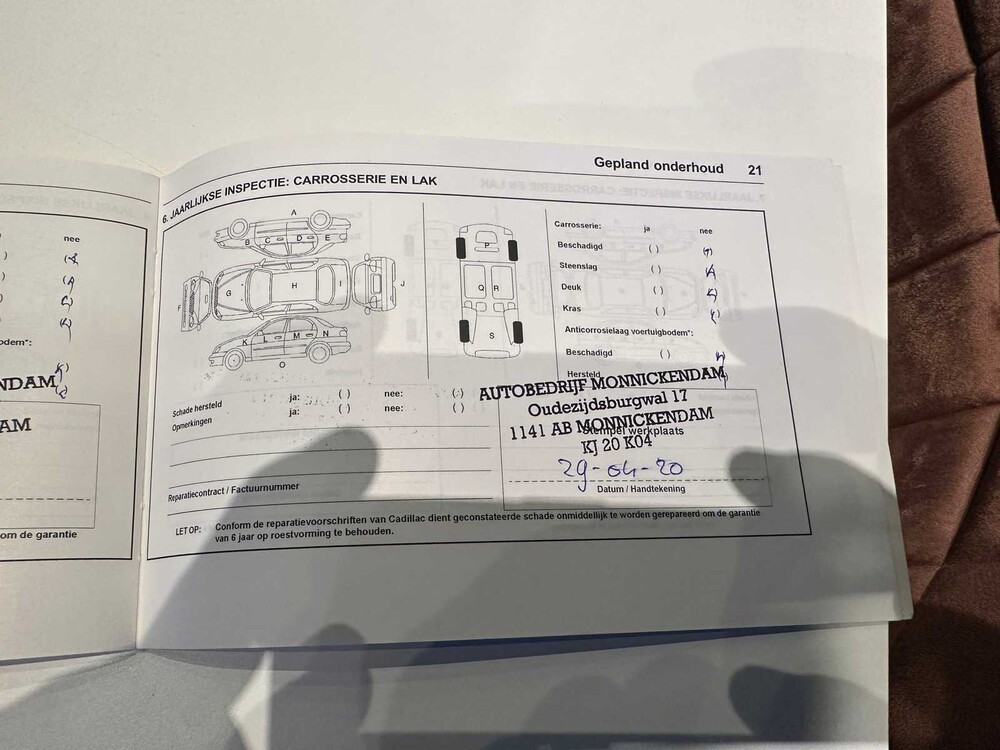 Gepland onderhoud 21
nee
odem*:
NDAM
AM
om de garantie
6. JAARLIJKSE INSPECTIE: CARROSSERIE EN LAK
A
B C D E
F G H I J
K L M N
O
P
Q R
S
Carrosserie: ja nee
Beschadigd ( )
Steenslag ( )
Deuk ( )
Kras ( )
Anticorrosielaag voertuigbodem*:
Beschadigd ( )
Hersteld
Schade hersteld ja: ( ) nee: ( )
Opmerkingen ja: ( ) nee: ( )
Reparatiecontract / Factuurnummer
AUTOBEDRIJF MONNICKENDAM
Oudezijdsburgwal 17
1141 AB MONNICKENDAM
Stempel werkplaats
KJ 20 K04
29-04-20
Datum / Handtekening
LET OP: Conform de reparatievoorschriften van Cadillac dient geconstateerde schade onmiddellijk te worden gerepareerd om de garantie
van 6 jaar op roestvorming te behouden.